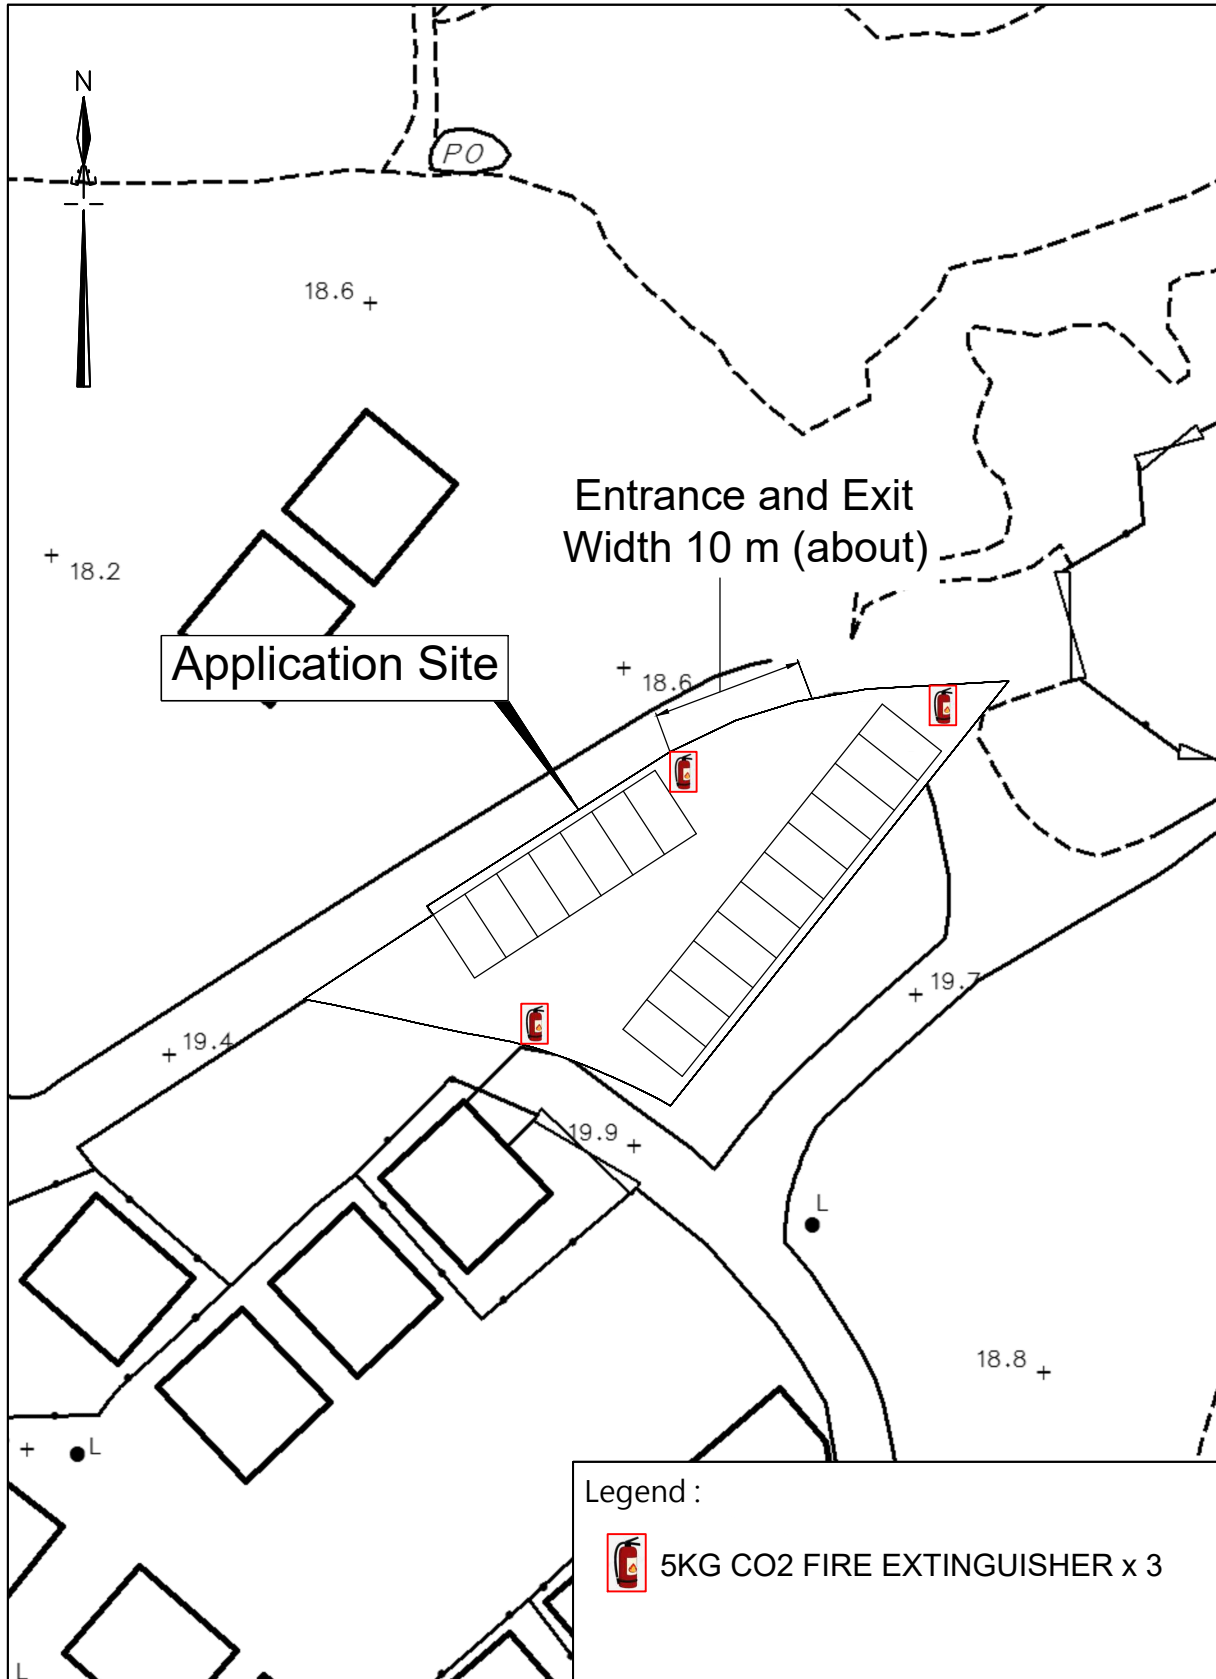 N
PO
18.6
18.2
Entrance and Exit
Width 10 m (about)
Application Site
18.6
19.7
19.4
19.9
L
18.8
L
Legend :
5KG CO2 FIRE EXTINGUISHER x 3
L